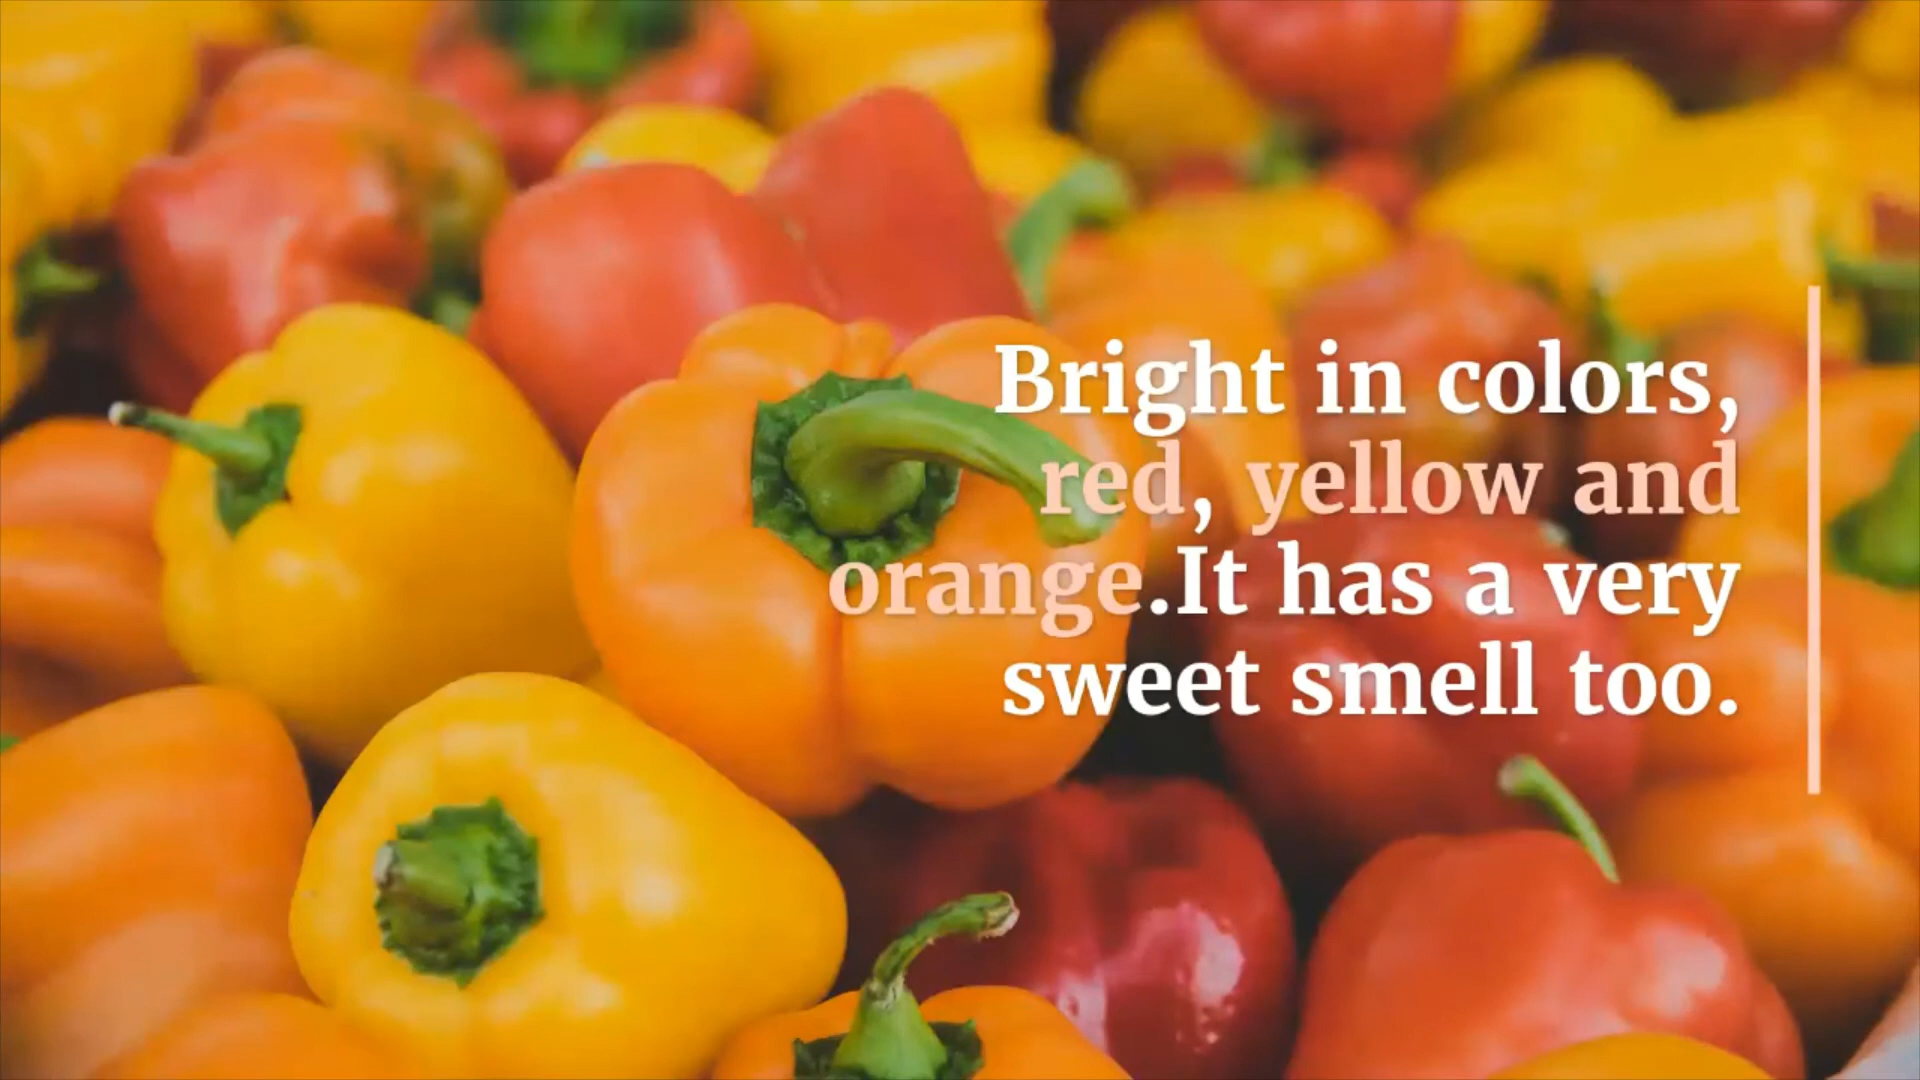 Bright in colors,
red, yellow and
orange.It has a very
sweet smell too.